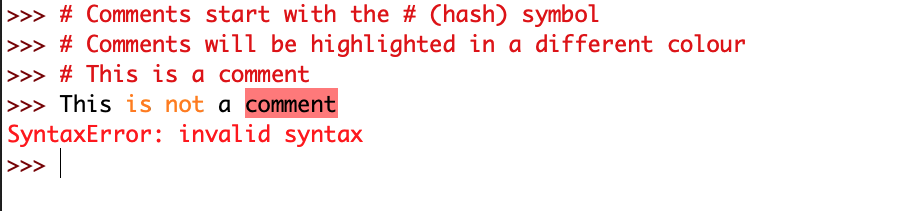 >>> # Comments start with the # (hash) symbol
>>> # Comments will be highlighted in a different colour
>>> # This is a comment
>>> This is not a comment
SyntaxError: invalid syntax
>>>